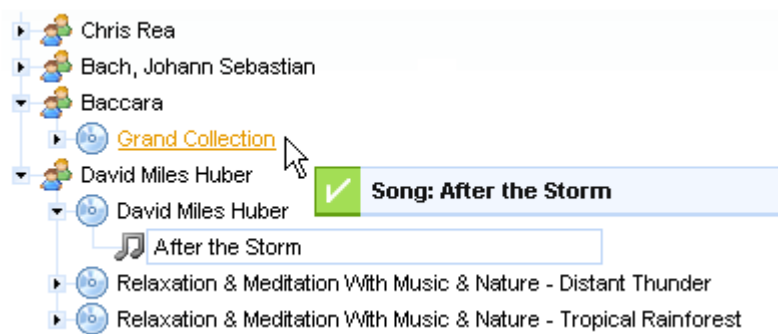 Chris Rea
Bach, Johann Sebastian
Baccara
Grand Collection
David Miles Huber
Song: After the Storm
David Miles Huber
After the Storm
Relaxation & Meditation With Music & Nature - Distant Thunder
Relaxation & Meditation With Music & Nature - Tropical Rainforest